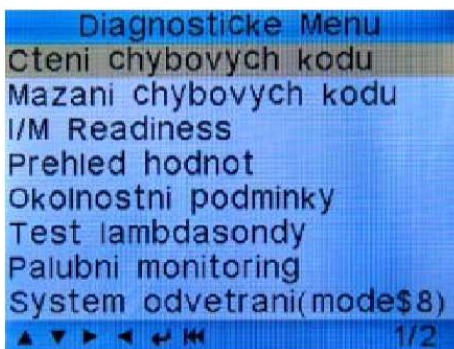 Diagnosticke Menu
Cteni chybovych kodu
Mazani chybovych kodu
I/M Readiness
Prehled hodnot
Okolnostni podminky
Test lambdasondy
Palubni monitoring
System odvetrani(mode$8)
▲ ▼ ► ◄ ↵ ⏮ 1/2